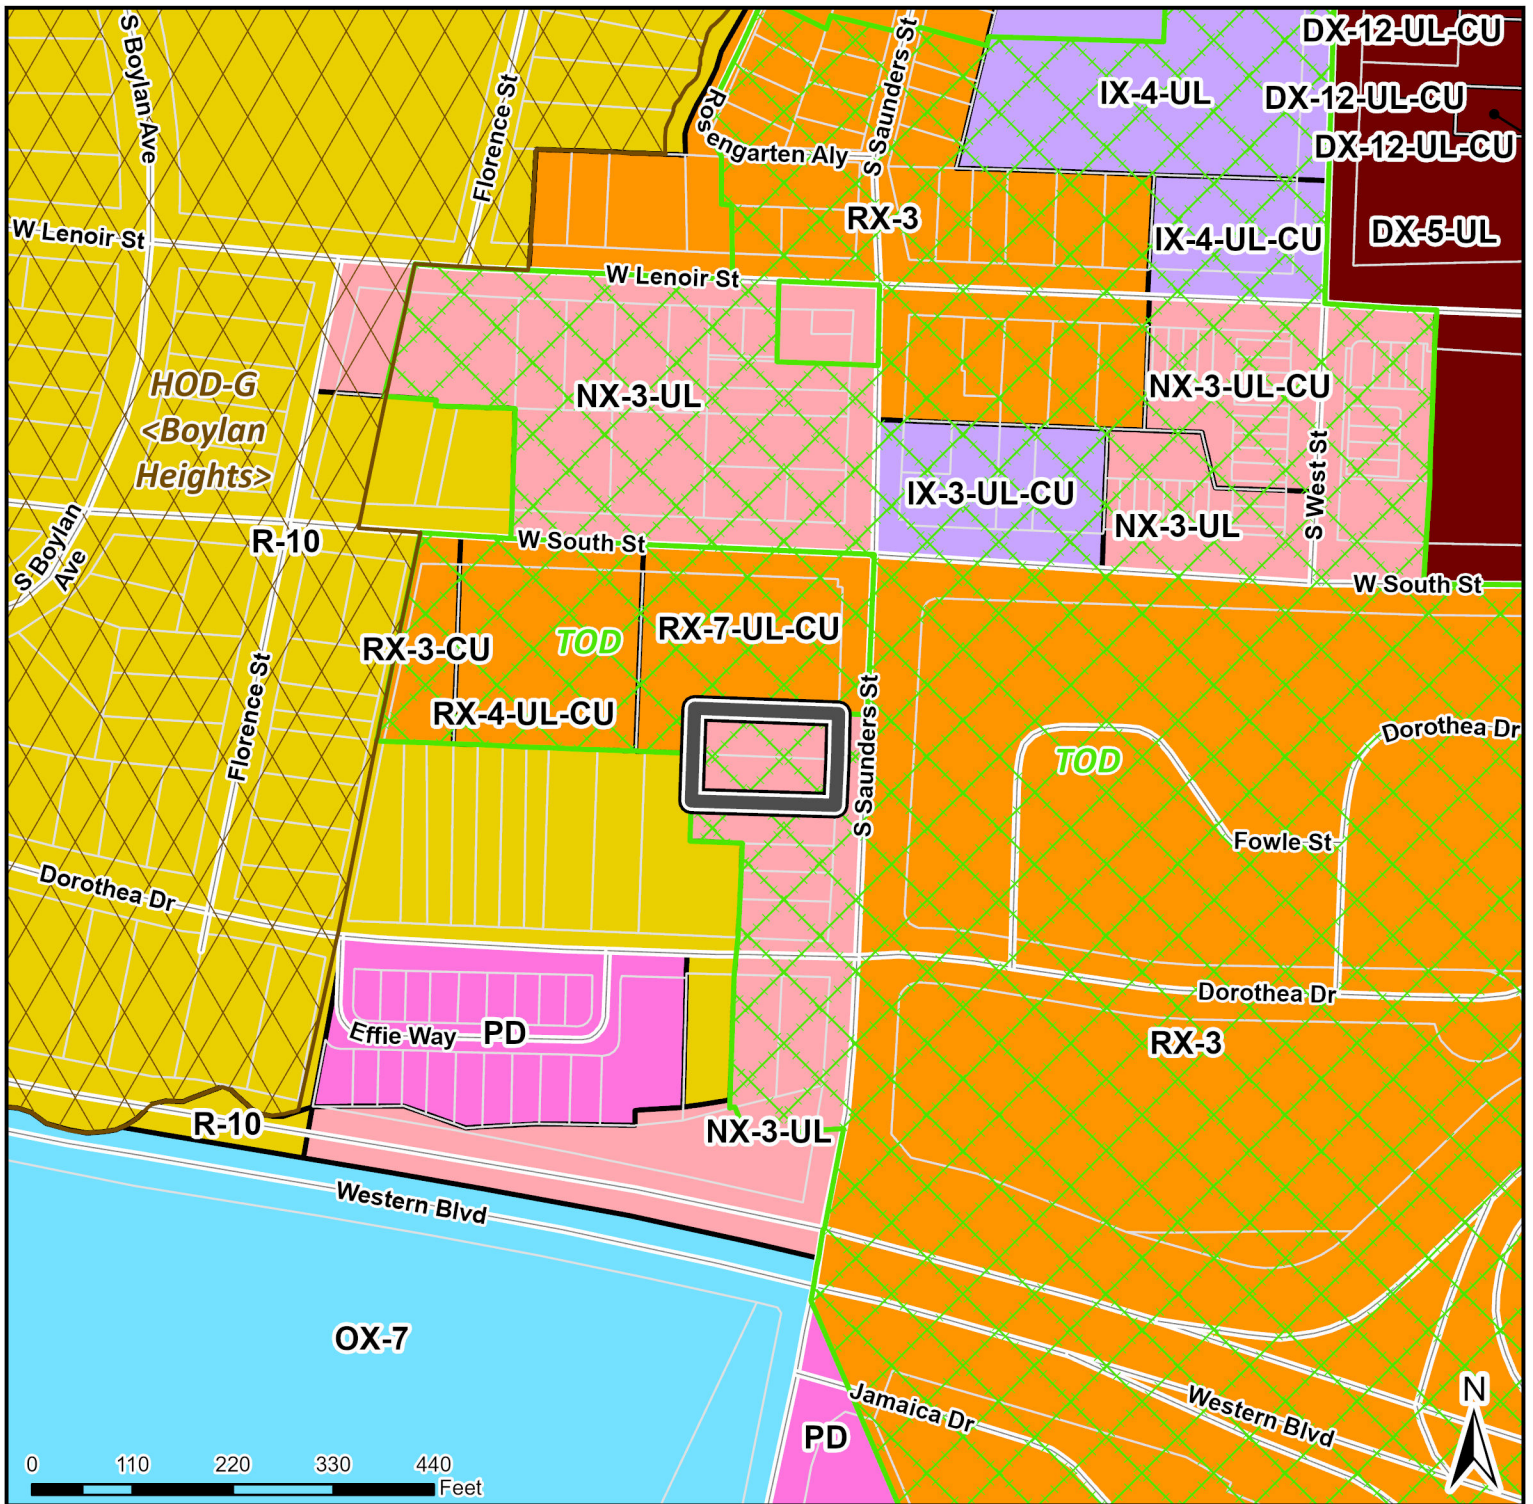 S Boylan Ave
Florence St
S Saunders St
DX-12-UL-CU
IX-4-UL
DX-12-UL-CU
Rosengarten Aly
DX-12-UL-CU
W Lenoir St
RX-3
IX-4-UL-CU
DX-5-UL
W Lenoir St
HOD-G
<Boylan
Heights>
NX-3-UL
NX-3-UL-CU
IX-3-UL-CU
NX-3-UL
S West St
S Boylan
Ave
R-10
W South St
W South St
RX-3-CU
TOD
RX-7-UL-CU
RX-4-UL-CU
Florence St
S Saunders St
Dorothea Dr
TOD
Fowle St
Dorothea Dr
Dorothea Dr
Effie Way
PD
RX-3
R-10
NX-3-UL
Western Blvd
OX-7
Jamaica Dr
Western Blvd
PD
N
0 110 220 330 440
Feet